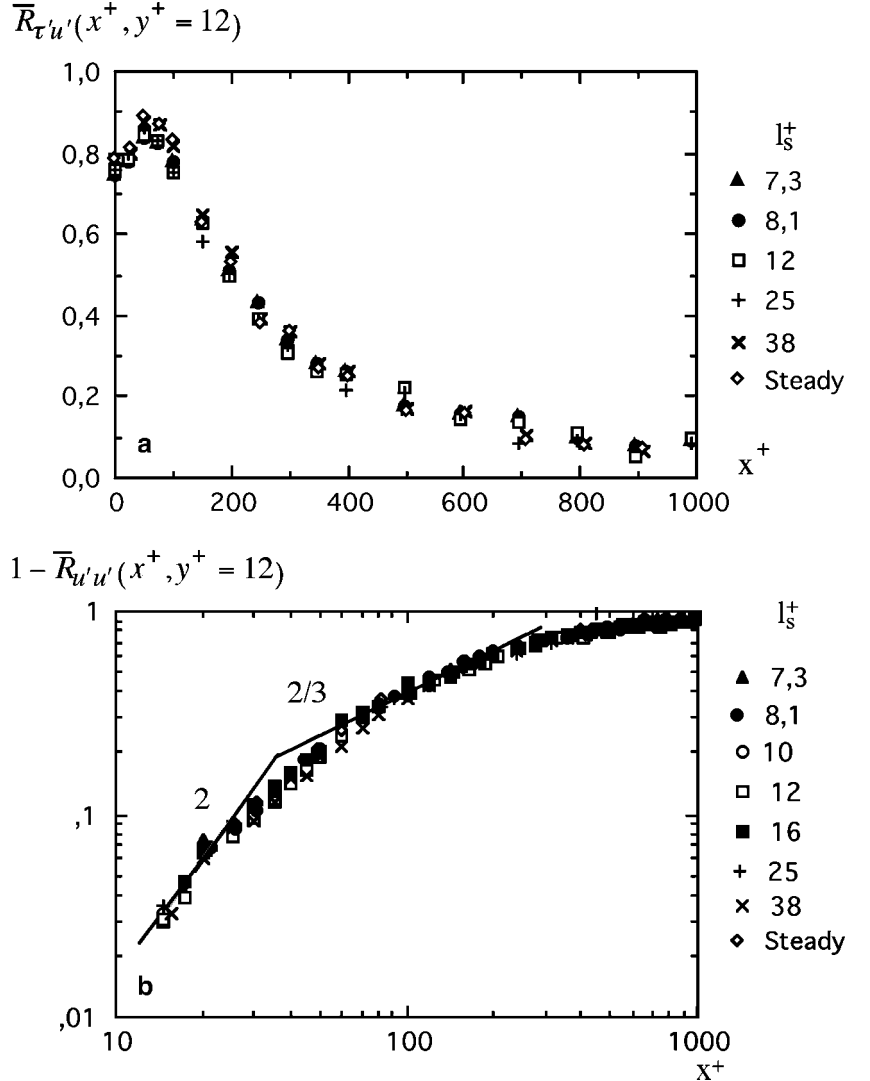 R̅τ'u'(x⁺, y⁺ = 12)
1,0
0,8
0,6
0,4
0,2
0,0
a
0 200 400 600 800 1000
x⁺
lₛ⁺
7,3
8,1
12
25
38
Steady
1 – R̅u'u'(x⁺, y⁺ = 12)
1
,1
,01
2/3
2
b
10 100 1000
x⁺
lₛ⁺
7,3
8,1
10
12
16
25
38
Steady